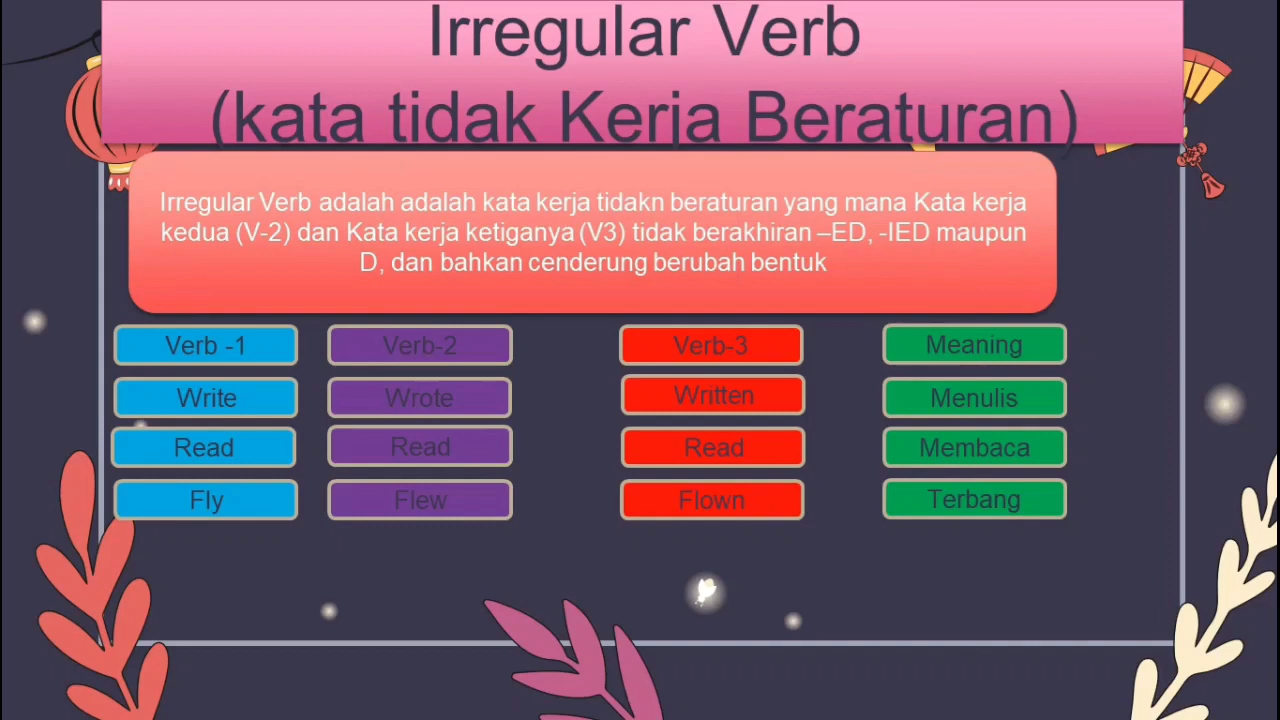 Irregular Verb
(kata tidak Kerja Beraturan)
Irregular Verb adalah adalah kata kerja tidakn beraturan yang mana Kata kerja
kedua (V-2) dan Kata kerja ketiganya (V3) tidak berakhiran –ED, -IED maupun
D, dan bahkan cenderung berubah bentuk
Verb -1 Verb-2 Verb-3 Meaning
Write Wrote Written Menulis
Read Read Read Membaca
Fly Flew Flown Terbang